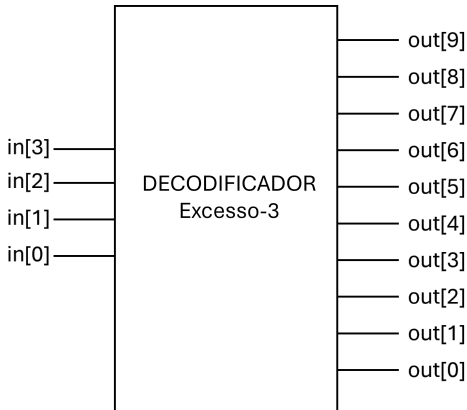 in[3]
in[2]
in[1]
in[0]
DECODIFICADOR
Excesso-3
out[9]
out[8]
out[7]
out[6]
out[5]
out[4]
out[3]
out[2]
out[1]
out[0]